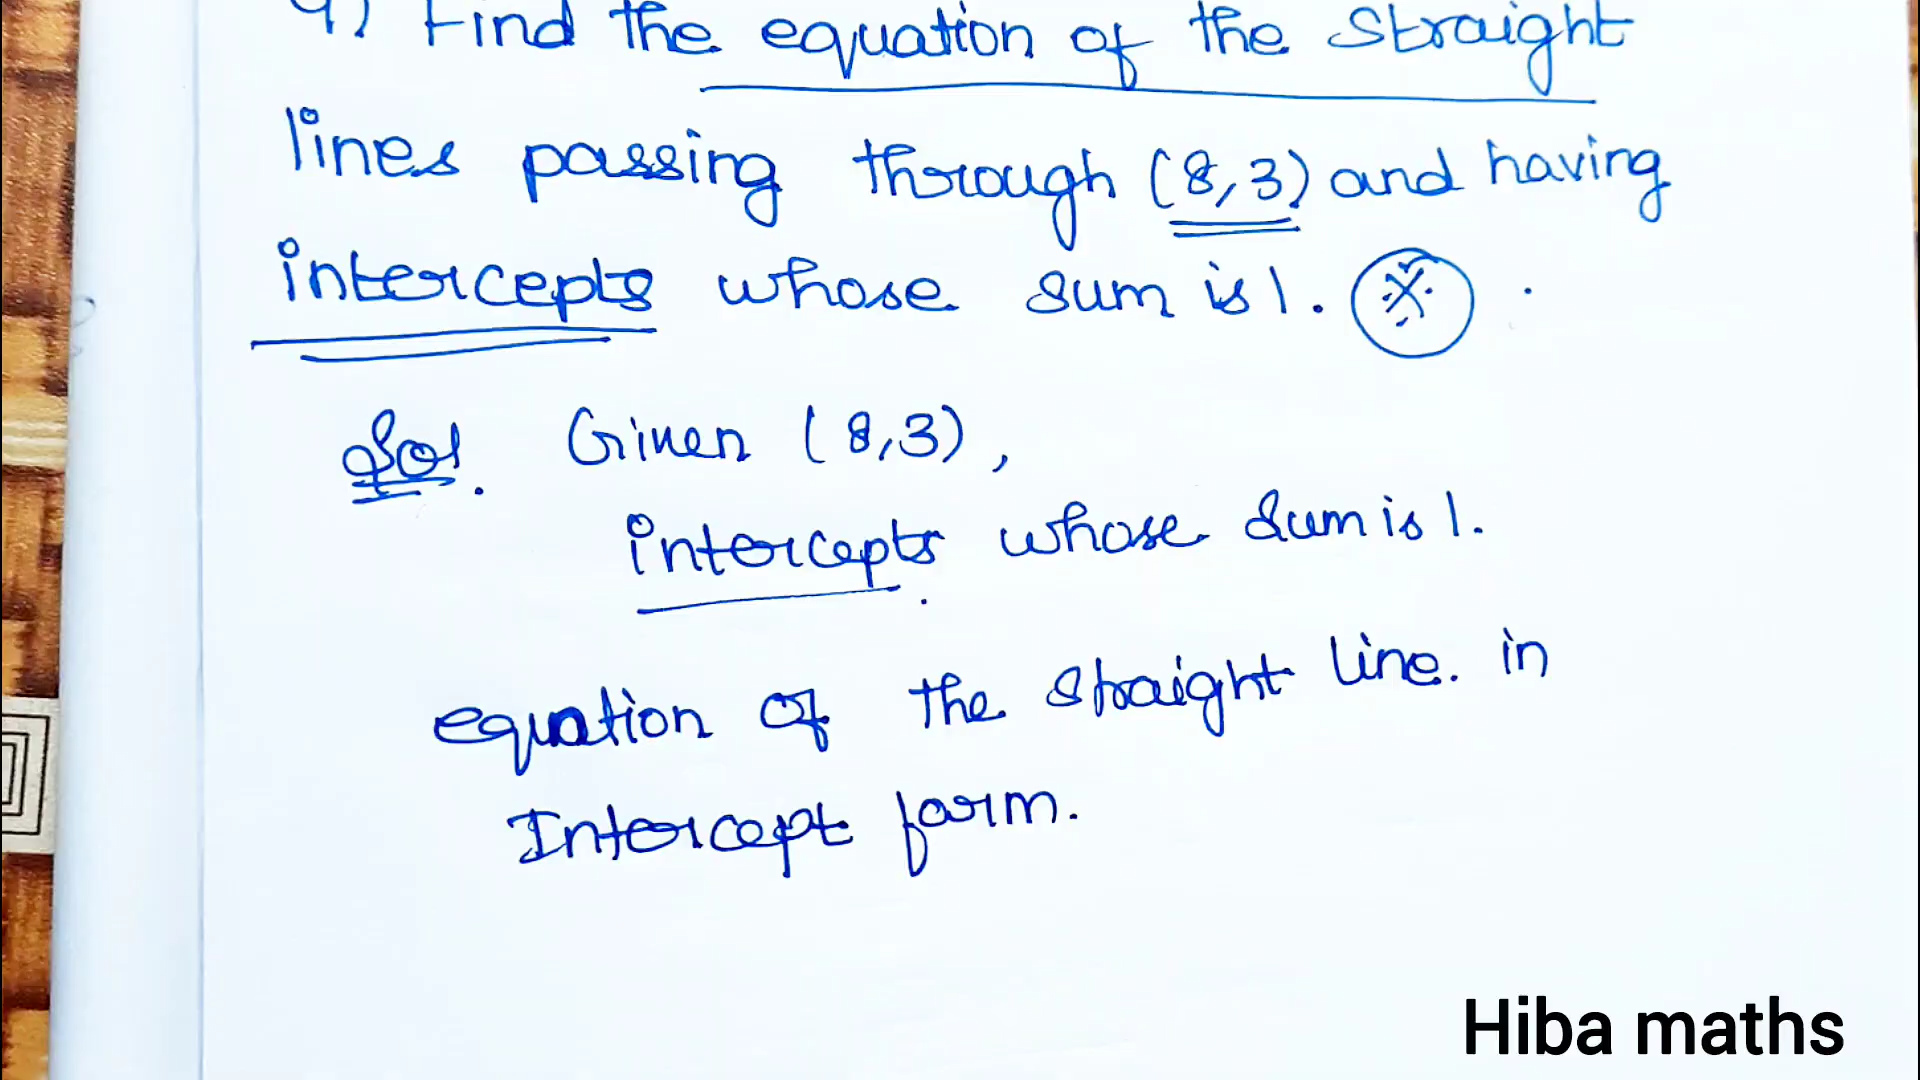 9) Find the equation of the straight
lines passing through (8,3) and having
intercepts whose sum is 1.
Sol. Given (8,3),
intercepts whose sum is 1.
equation of the straight line. in
Intercept form.
Hiba maths